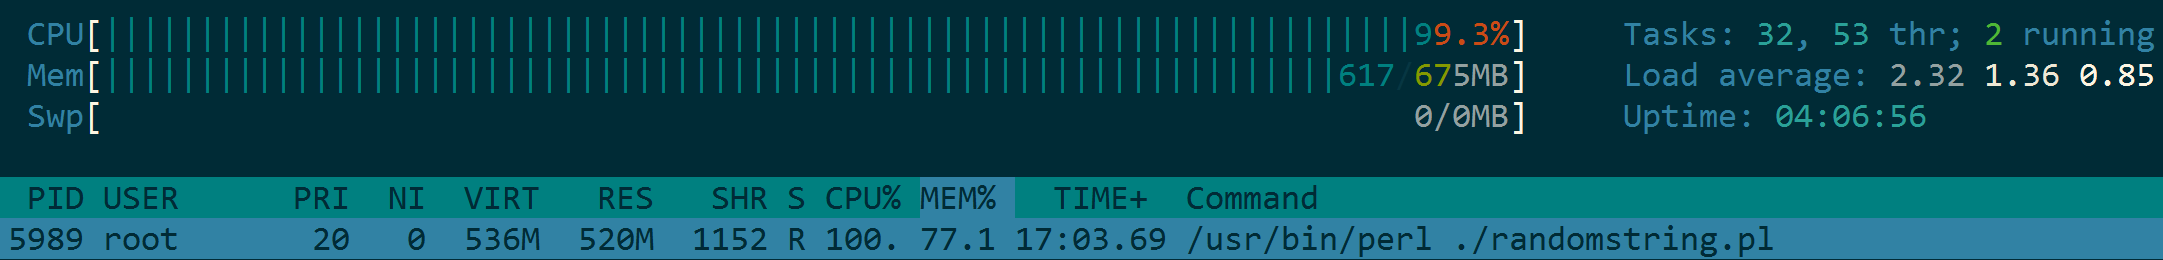 CPU[||||||||||||||||||||||||||||||||||||||||||||||||||||||||||||||||||||99.3%] Tasks: 32, 53 thr; 2 running
Mem[|||||||||||||||||||||||||||||||||||||||||||||||||||||||||||||||||617/675MB] Load average: 2.32 1.36 0.85
Swp[ 0/0MB] Uptime: 04:06:56
PID USER PRI NI VIRT RES SHR S CPU% MEM% TIME+ Command
5989 root 20 0 536M 520M 1152 R 100. 77.1 17:03.69 /usr/bin/perl ./randomstring.pl